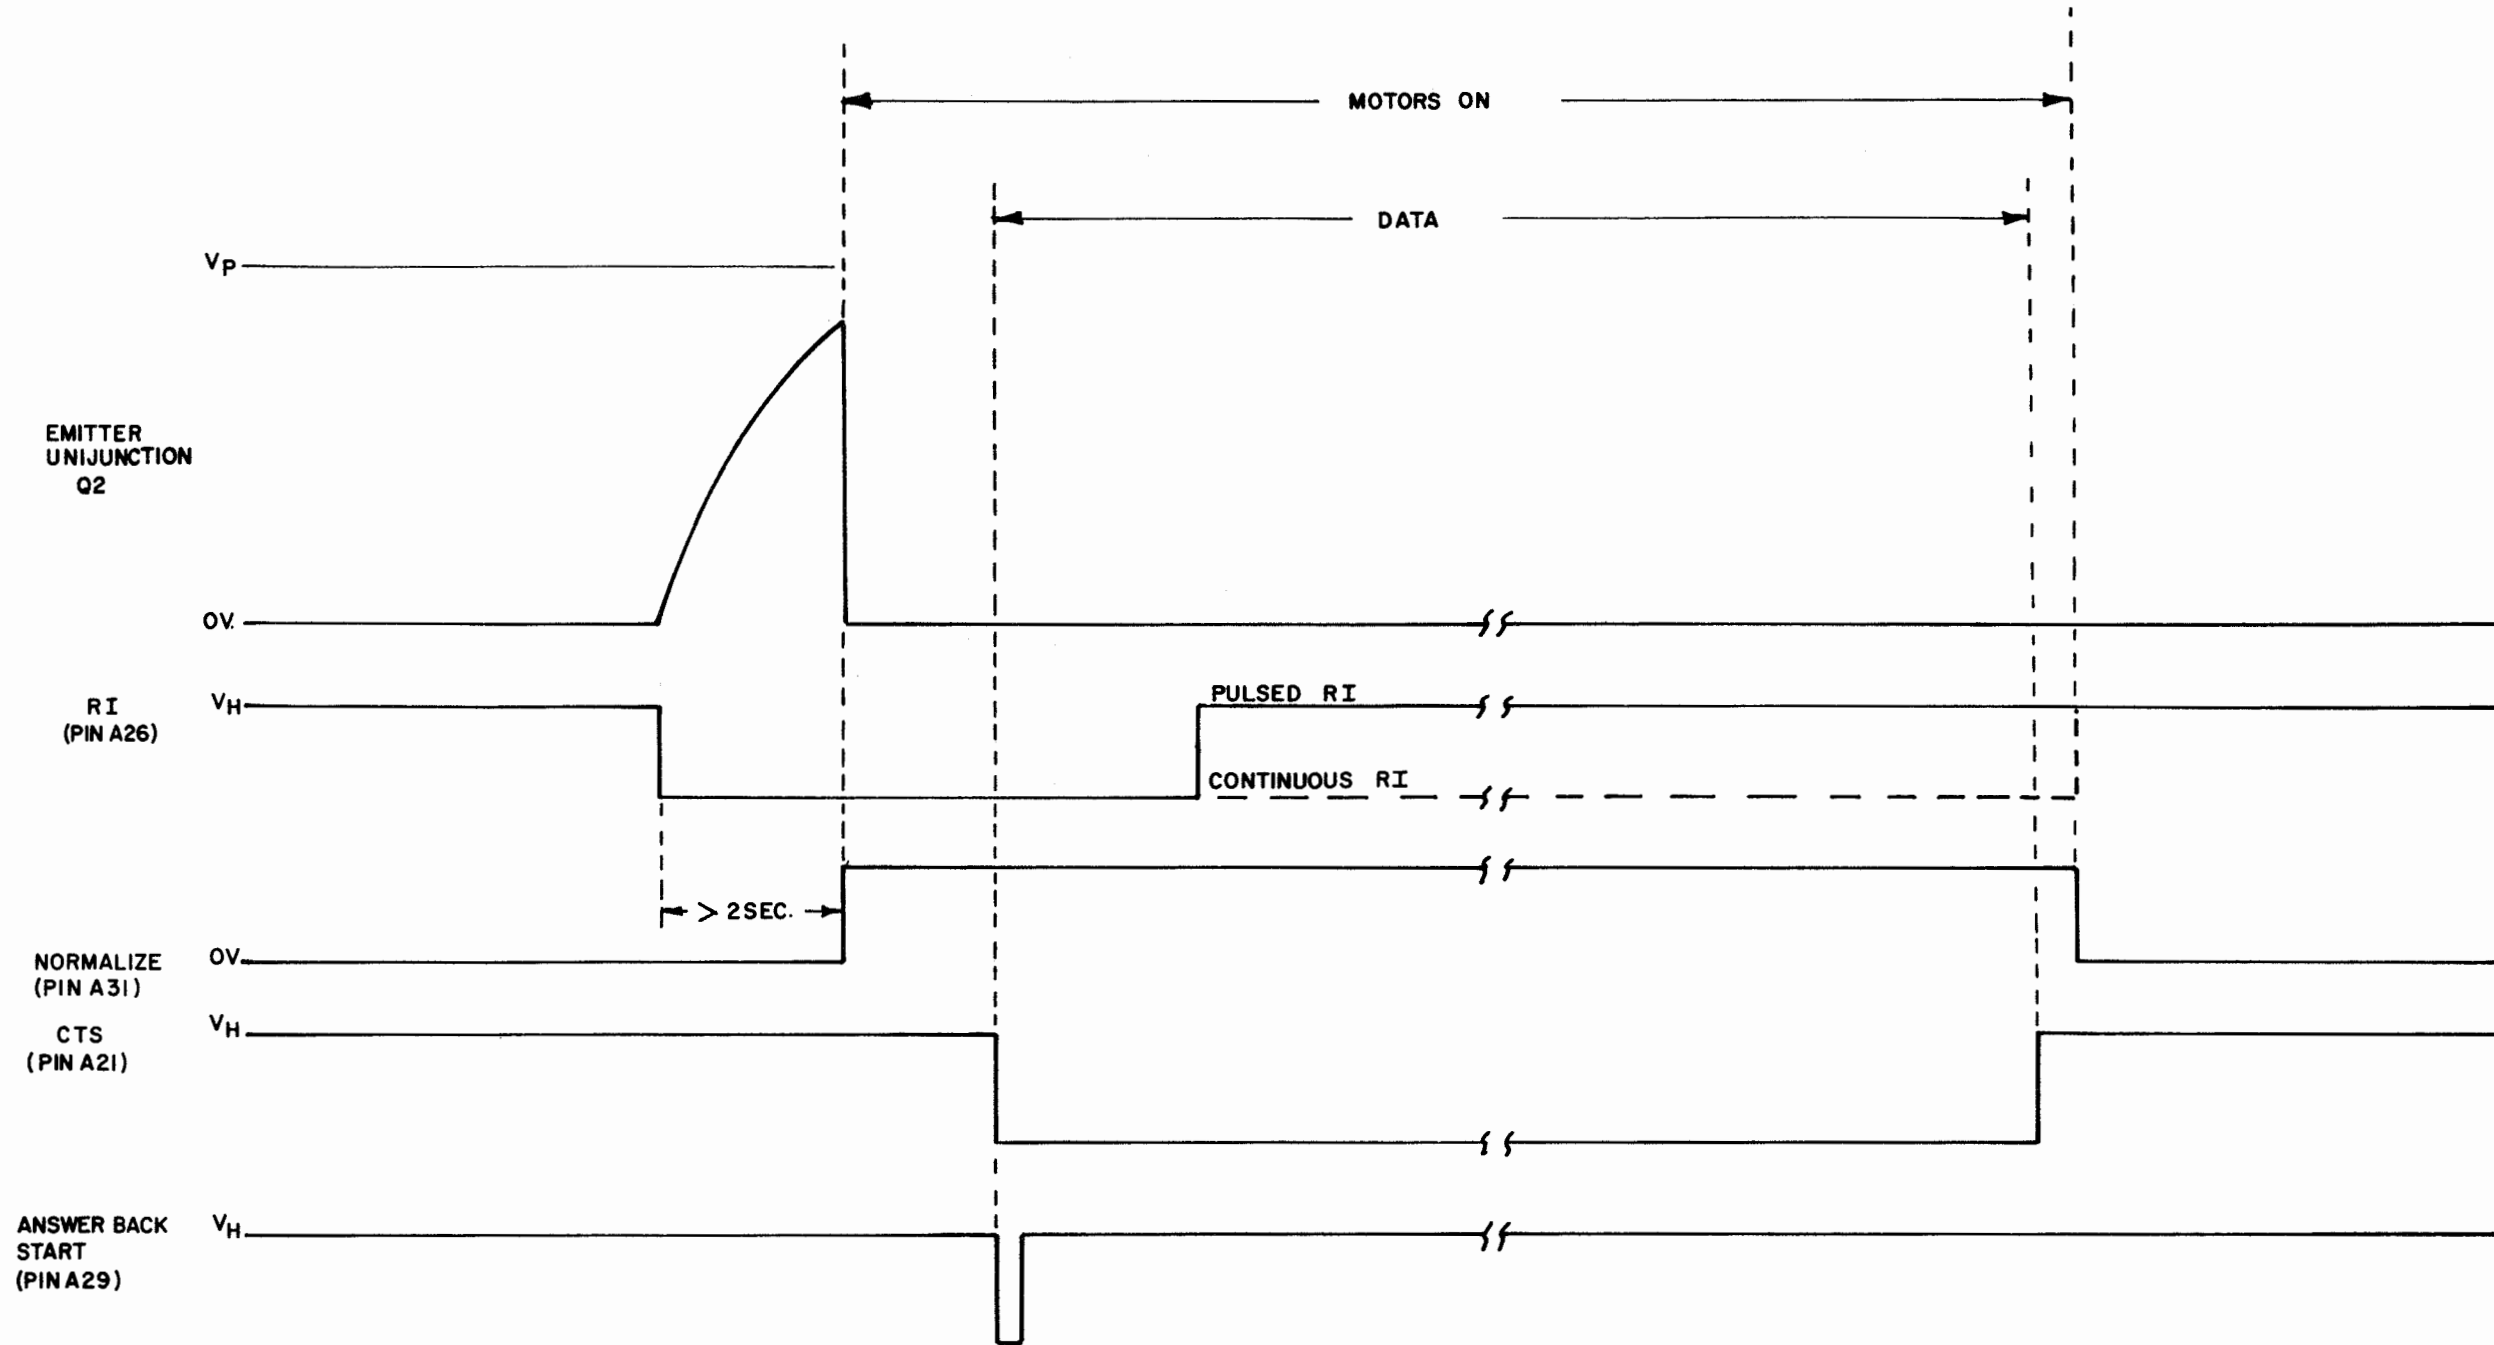 MOTORS ON
DATA
VP
EMITTER
UNIJUNCTION
Q2
OV.
RI
(PIN A26)
VH
PULSED RI
CONTINUOUS RI
> 2SEC.
NORMALIZE
(PIN A31)
OV
CTS
(PIN A21)
VH
ANSWER BACK
START
(PIN A29)
VH